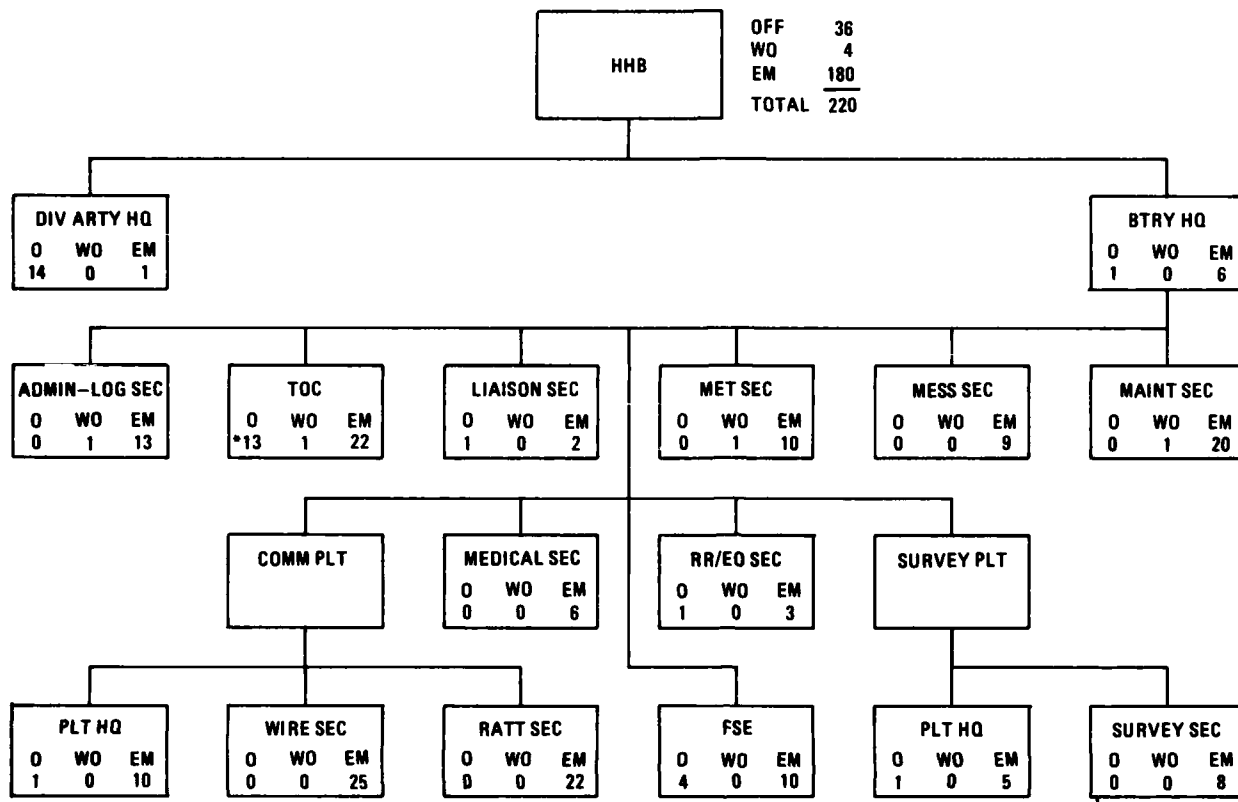 HHB
OFF 36
WO 4
EM 180
TOTAL 220
DIV ARTY HQ
O WO EM
14 0 1
BTRY HQ
O WO EM
1 0 6
ADMIN-LOG SEC
O WO EM
0 1 13
TOC
O WO EM
*13 1 22
LIAISON SEC
O WO EM
1 0 2
MET SEC
O WO EM
0 1 10
MESS SEC
O WO EM
0 0 9
MAINT SEC
O WO EM
0 1 20
COMM PLT
MEDICAL SEC
O WO EM
0 0 6
RR/EO SEC
O WO EM
1 0 3
SURVEY PLT
PLT HQ
O WO EM
1 0 10
WIRE SEC
O WO EM
0 0 25
RATT SEC
O WO EM
0 0 22
FSE
O WO EM
4 0 10
PLT HQ
O WO EM
1 0 5
SURVEY SEC
O WO EM
0 0 8